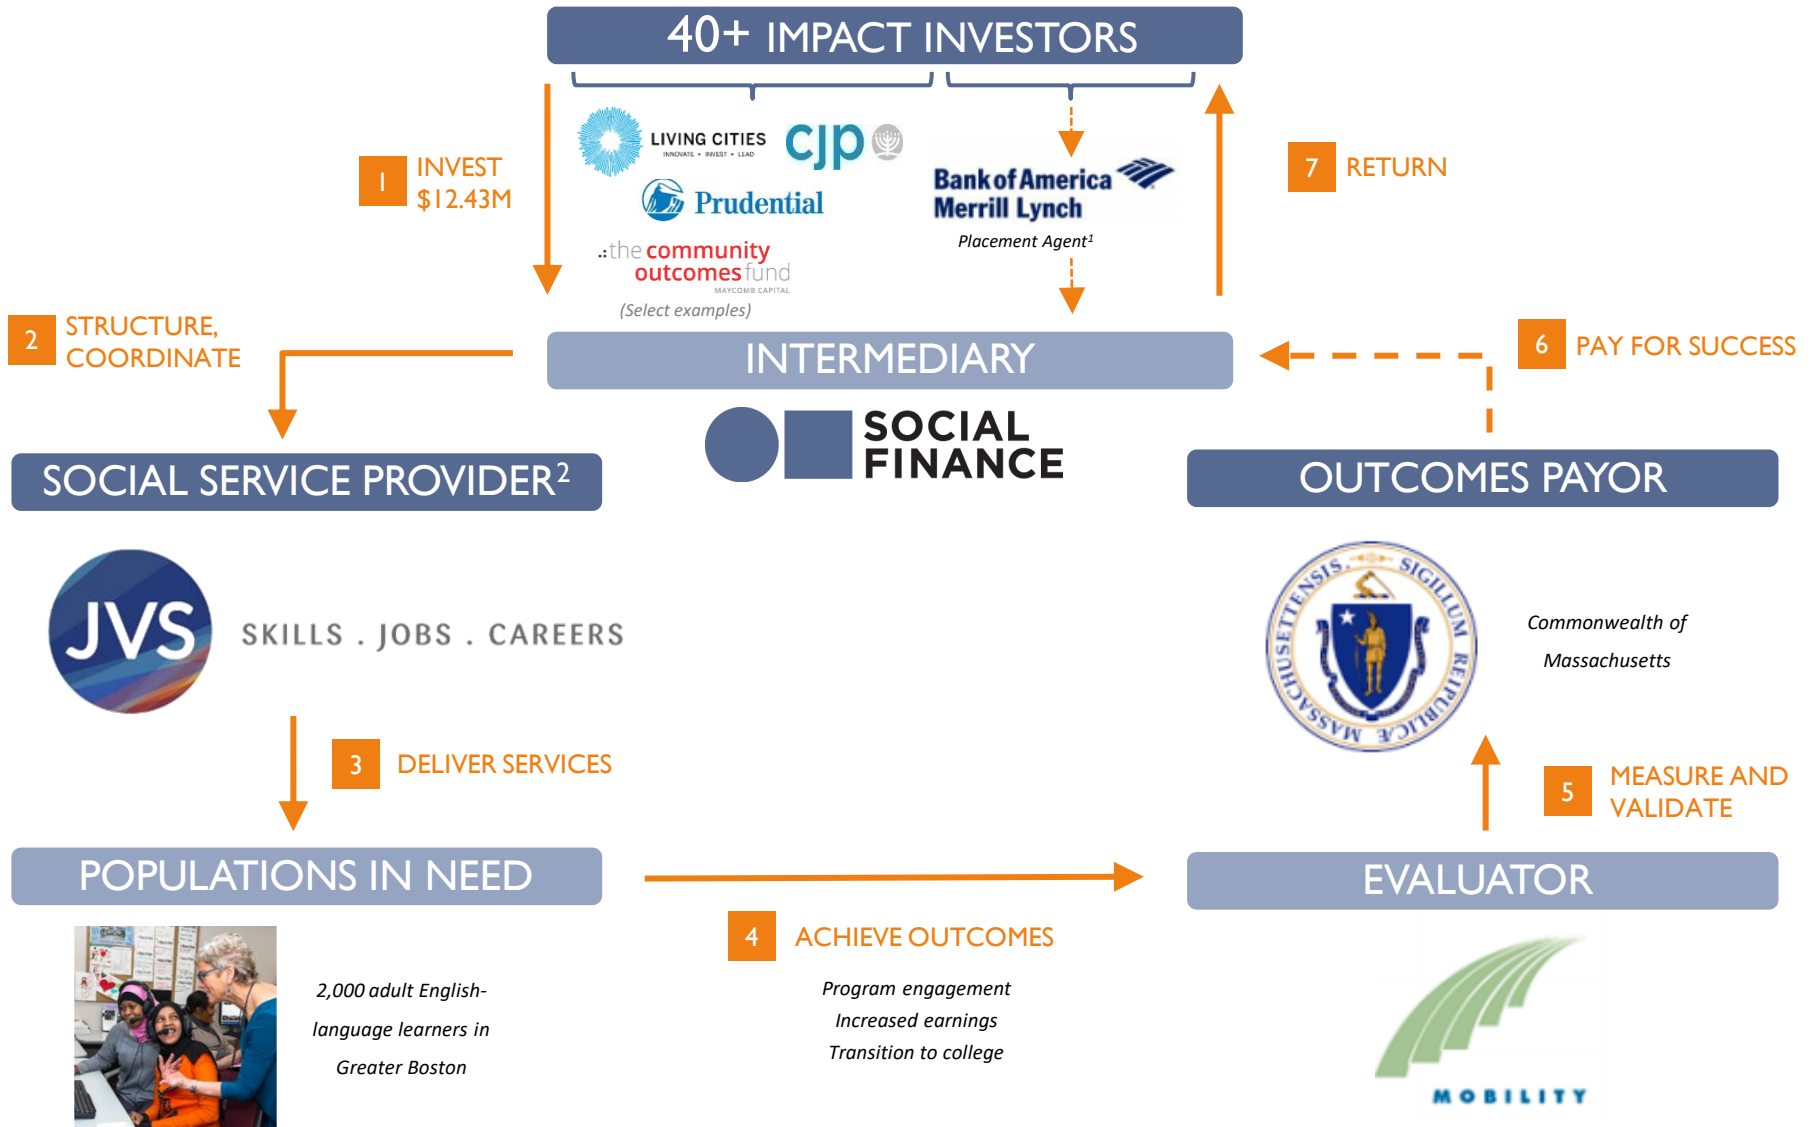 40+ IMPACT INVESTORS
LIVING CITIES
INNOVATE • INVEST • LEAD
cjp
Prudential
.:the community
outcomes fund
MAYCOMB CAPITAL
(Select examples)
Bank of America
Merrill Lynch
Placement Agent¹
1 INVEST
$12.43M
7 RETURN
2 STRUCTURE,
COORDINATE
INTERMEDIARY
SOCIAL
FINANCE
6 PAY FOR SUCCESS
SOCIAL SERVICE PROVIDER²
JVS
SKILLS . JOBS . CAREERS
OUTCOMES PAYOR
SIGILLUM REIPUBLICÆ MASSACHUSETTENSIS.
Commonwealth of
Massachusetts
3 DELIVER SERVICES
5 MEASURE AND
VALIDATE
POPULATIONS IN NEED
2,000 adult English-
language learners in
Greater Boston
4 ACHIEVE OUTCOMES
Program engagement
Increased earnings
Transition to college
EVALUATOR
MOBILITY